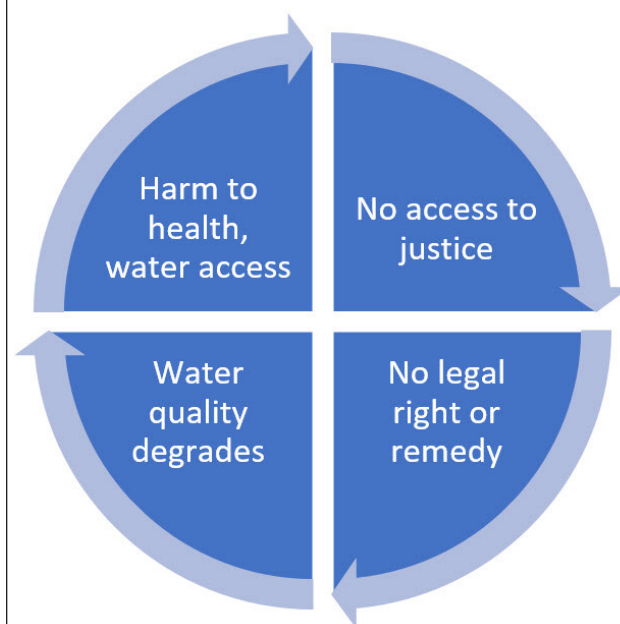 Harm to
health,
water access
No access to
justice
Water
quality
degrades
No legal
right or
remedy